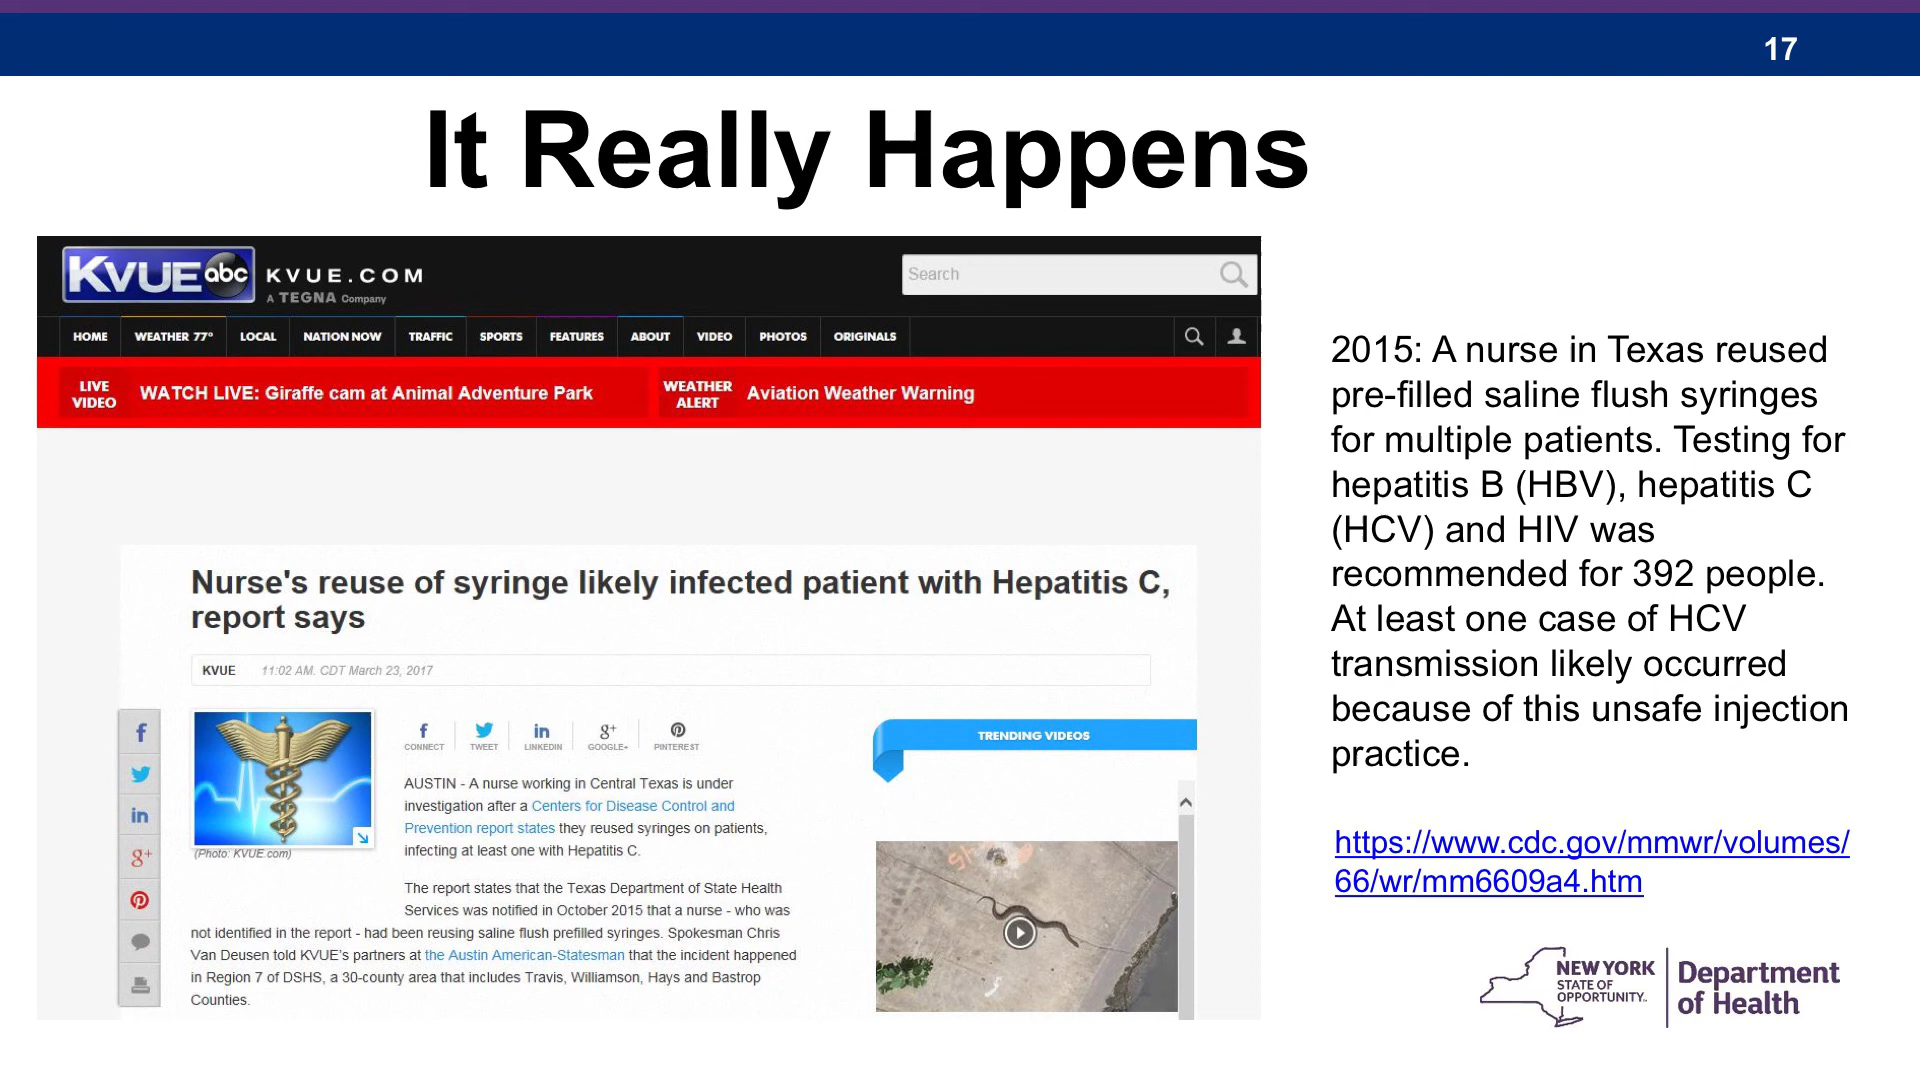 17
It Really Happens
KVUE abc KVUE.COM
A TEGNA Company
Search
HOME WEATHER 77° LOCAL NATION NOW TRAFFIC SPORTS FEATURES ABOUT VIDEO PHOTOS ORIGINALS
LIVE VIDEO WATCH LIVE: Giraffe cam at Animal Adventure Park
WEATHER ALERT Aviation Weather Warning
Nurse's reuse of syringe likely infected patient with Hepatitis C,
report says
KVUE 11:02 AM. CDT March 23, 2017
(Photo: KVUE.com)
f CONNECT TWEET in LINKEDIN g+ GOOGLE+ PINTEREST
f
in
g+
AUSTIN - A nurse working in Central Texas is under
investigation after a Centers for Disease Control and
Prevention report states they reused syringes on patients,
infecting at least one with Hepatitis C.
The report states that the Texas Department of State Health
Services was notified in October 2015 that a nurse - who was
not identified in the report - had been reusing saline flush prefilled syringes. Spokesman Chris
Van Deusen told KVUE's partners at the Austin American-Statesman that the incident happened
in Region 7 of DSHS, a 30-county area that includes Travis, Williamson, Hays and Bastrop
Counties.
TRENDING VIDEOS
2015: A nurse in Texas reused
pre-filled saline flush syringes
for multiple patients. Testing for
hepatitis B (HBV), hepatitis C
(HCV) and HIV was
recommended for 392 people.
At least one case of HCV
transmission likely occurred
because of this unsafe injection
practice.
https://www.cdc.gov/mmwr/volumes/
66/wr/mm6609a4.htm
NEW YORK
STATE OF
OPPORTUNITY.
Department
of Health